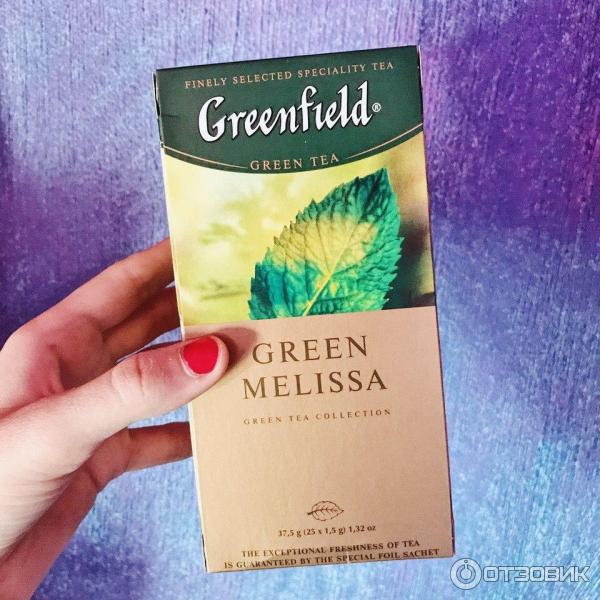 FINELY SELECTED SPECIALITY TEA
Greenfield®
GREEN TEA
GREEN
MELISSA
GREEN TEA COLLECTION
37,5 g (25 x 1,5 g) 1,32 oz
THE EXCEPTIONAL FRESHNESS OF TEA
IS GUARANTEED BY THE SPECIAL FOIL SACHET
ОТЗОВИК